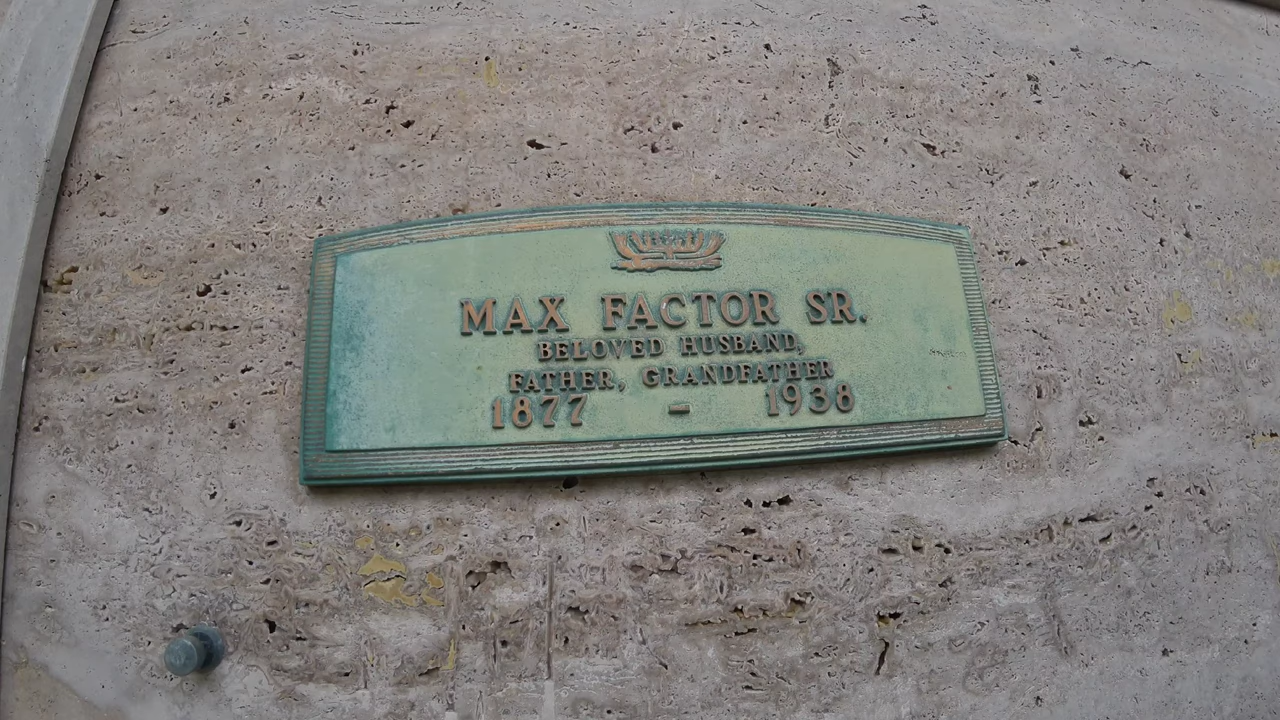 MAX FACTOR SR.
BELOVED HUSBAND,
FATHER, GRANDFATHER
1877 - 1938